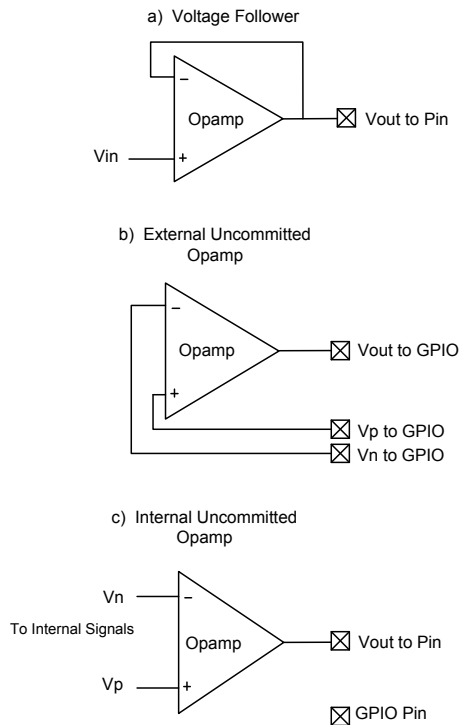 a) Voltage Follower
−
Opamp
Vout to Pin
Vin
+
b) External Uncommitted
Opamp
−
Opamp
Vout to GPIO
+
Vp to GPIO
Vn to GPIO
c) Internal Uncommitted
Opamp
Vn
−
To Internal Signals
Opamp
Vout to Pin
Vp
+
GPIO Pin